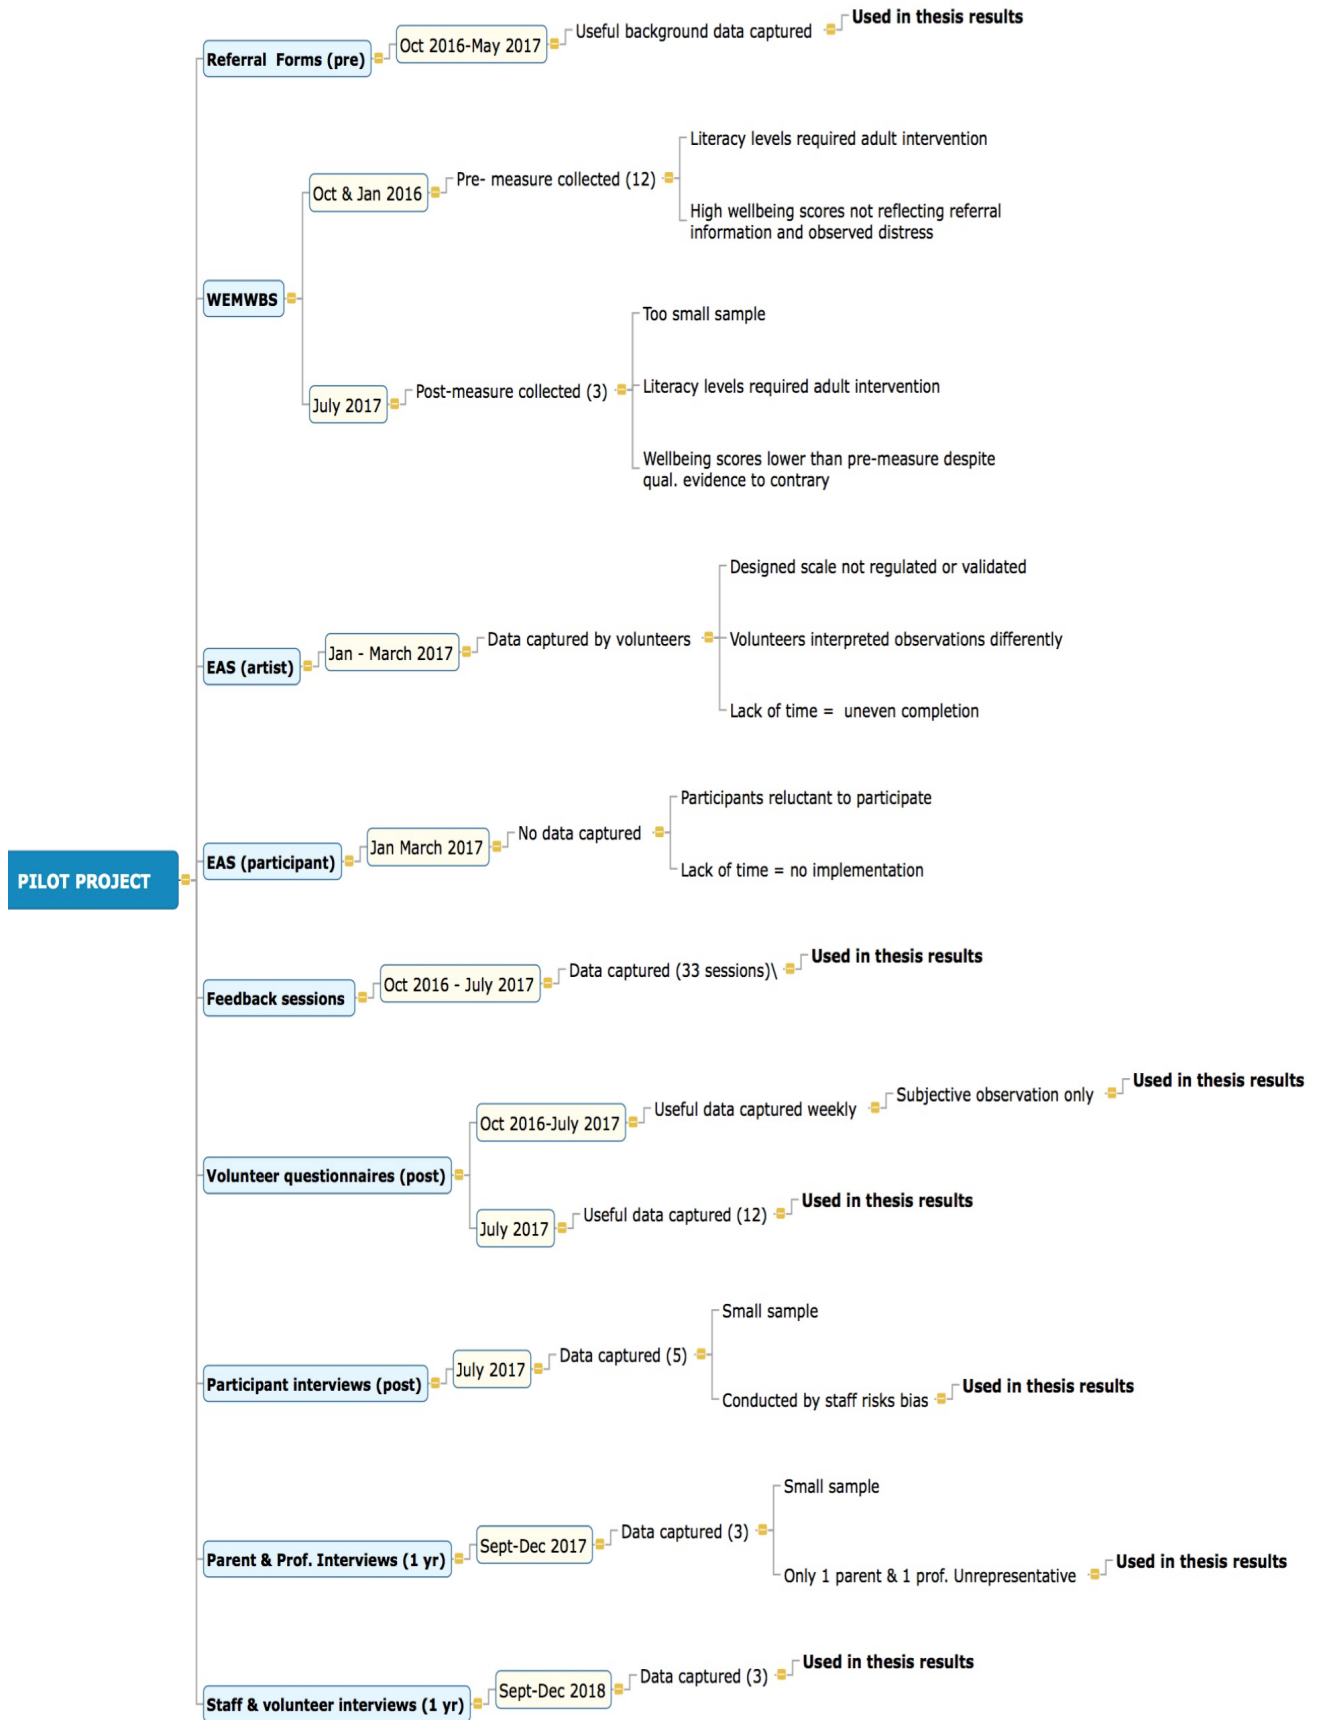 Used in thesis results
Useful background data captured
Oct 2016-May 2017
Referral  Forms (pre)
Literacy levels required adult intervention
Pre- measure collected (12)
Oct & Jan 2016
High wellbeing scores not reflecting referral
information and observed distress
WEMWBS
Too small sample
Literacy levels required adult intervention
Post-measure collected (3)
July 2017
Wellbeing scores lower than pre-measure despite
qual. evidence to contrary
Designed scale not regulated or validated
Data captured by volunteers
Volunteers interpreted observations differently
Jan - March 2017
EAS (artist)
Lack of time =  uneven completion
Participants reluctant to participate
No data captured
Jan March 2017
EAS (participant)
Lack of time = no implementation
PILOT PROJECT
Used in thesis results
Data captured (33 sessions)\
Oct 2016 - July 2017
Feedback sessions
Used in thesis results
Subjective observation only
Useful data captured weekly
Oct 2016-July 2017
Volunteer questionnaires (post)
Used in thesis results
Useful data captured (12)
July 2017
Small sample
Data captured (5)
July 2017
Participant interviews (post)
Used in thesis results
Conducted by staff risks bias
Small sample
Data captured (3)
Sept-Dec 2017
Parent & Prof. Interviews (1 yr)
Used in thesis results
Only 1 parent & 1 prof. Unrepresentative
Used in thesis results
Data captured (3)
Sept-Dec 2018
Staff & volunteer interviews (1 yr)